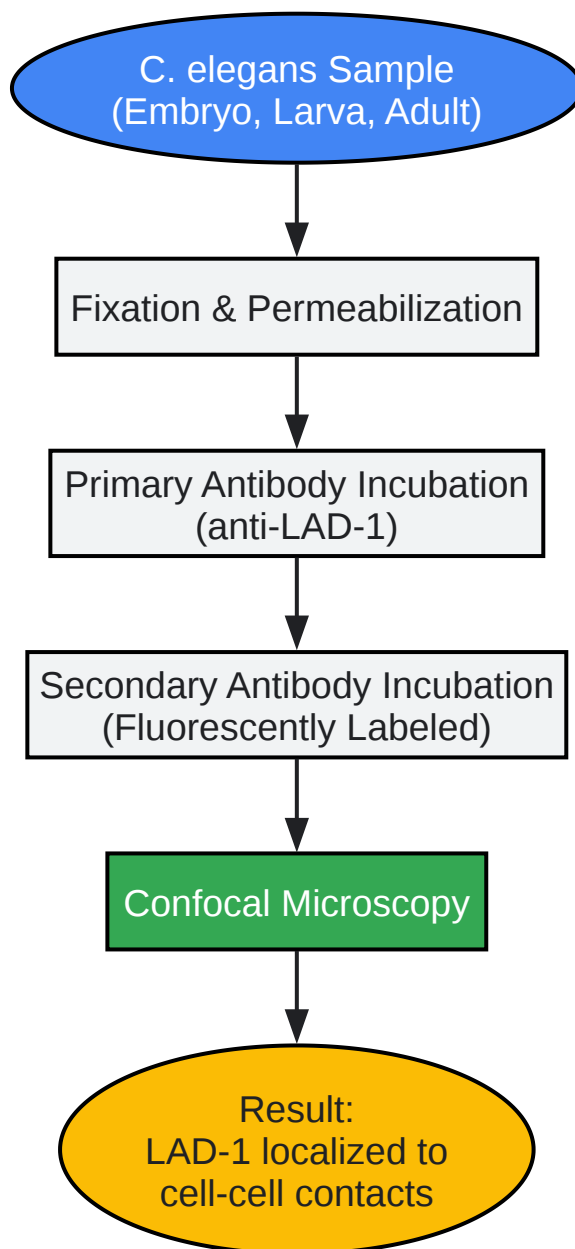 C. elegans Sample
(Embryo, Larva, Adult)
Fixation & Permeabilization
Primary Antibody Incubation
(anti-LAD-1)
Secondary Antibody Incubation
(Fluorescently Labeled)
Confocal Microscopy
Result:
LAD-1 localized to
cell-cell contacts